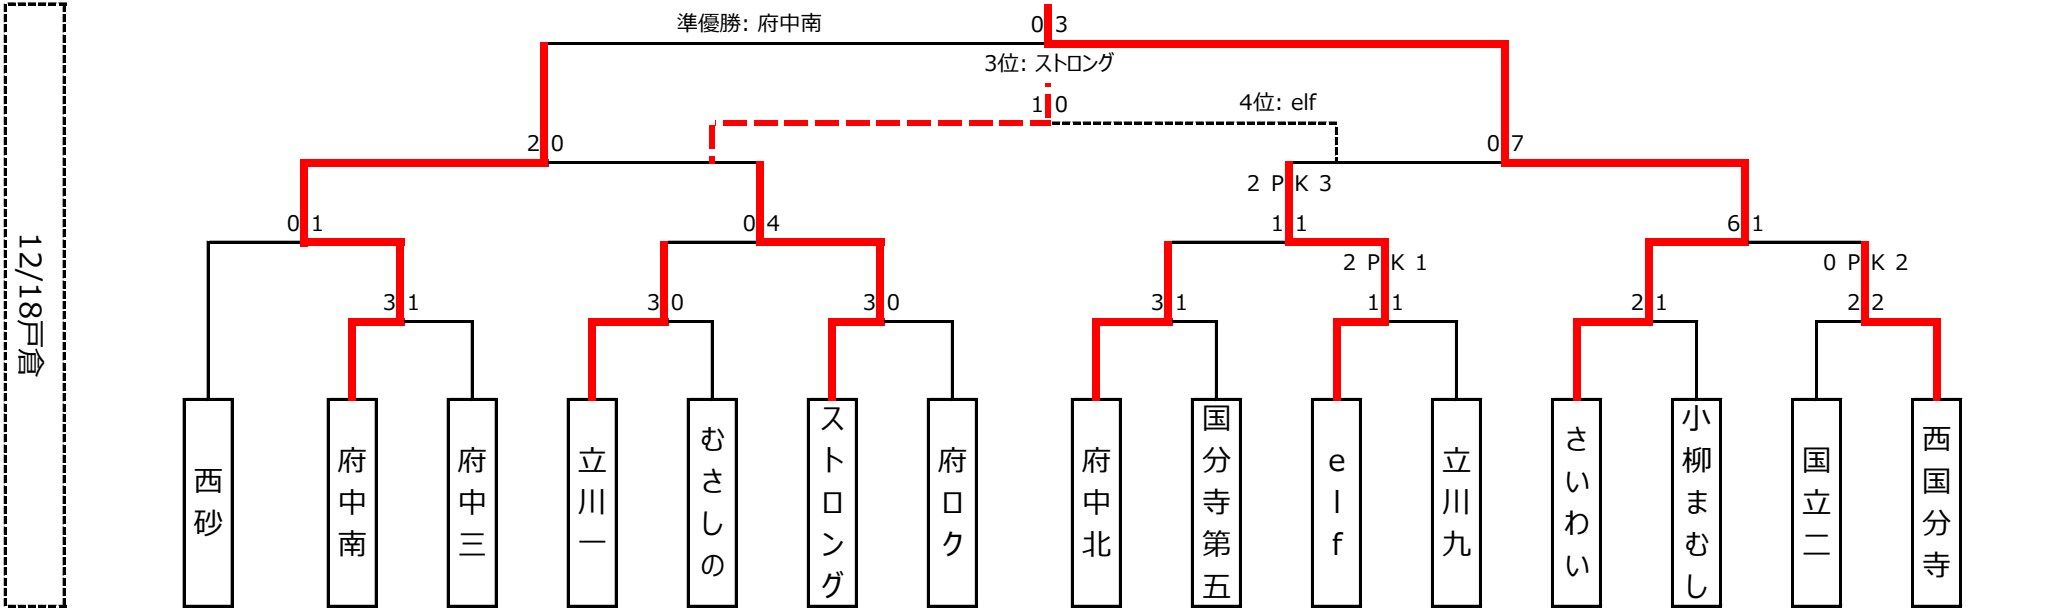 準優勝: 府中南
0 3
3位: ストロング
1 0
4位: elf
2 0
0 7
2 P K 3
0 1
0 4
1 1
6 1
2 P K 1
0 P K 2
3 1
3 0
3 0
3 1
1 1
2 1
2 2
12/18戸倉
西砂
府中南
府中三
立川一
むさしの
ストロング
府ロク
府中北
国分寺第五
elf
立川九
さいわい
小柳まむし
国立二
西国分寺